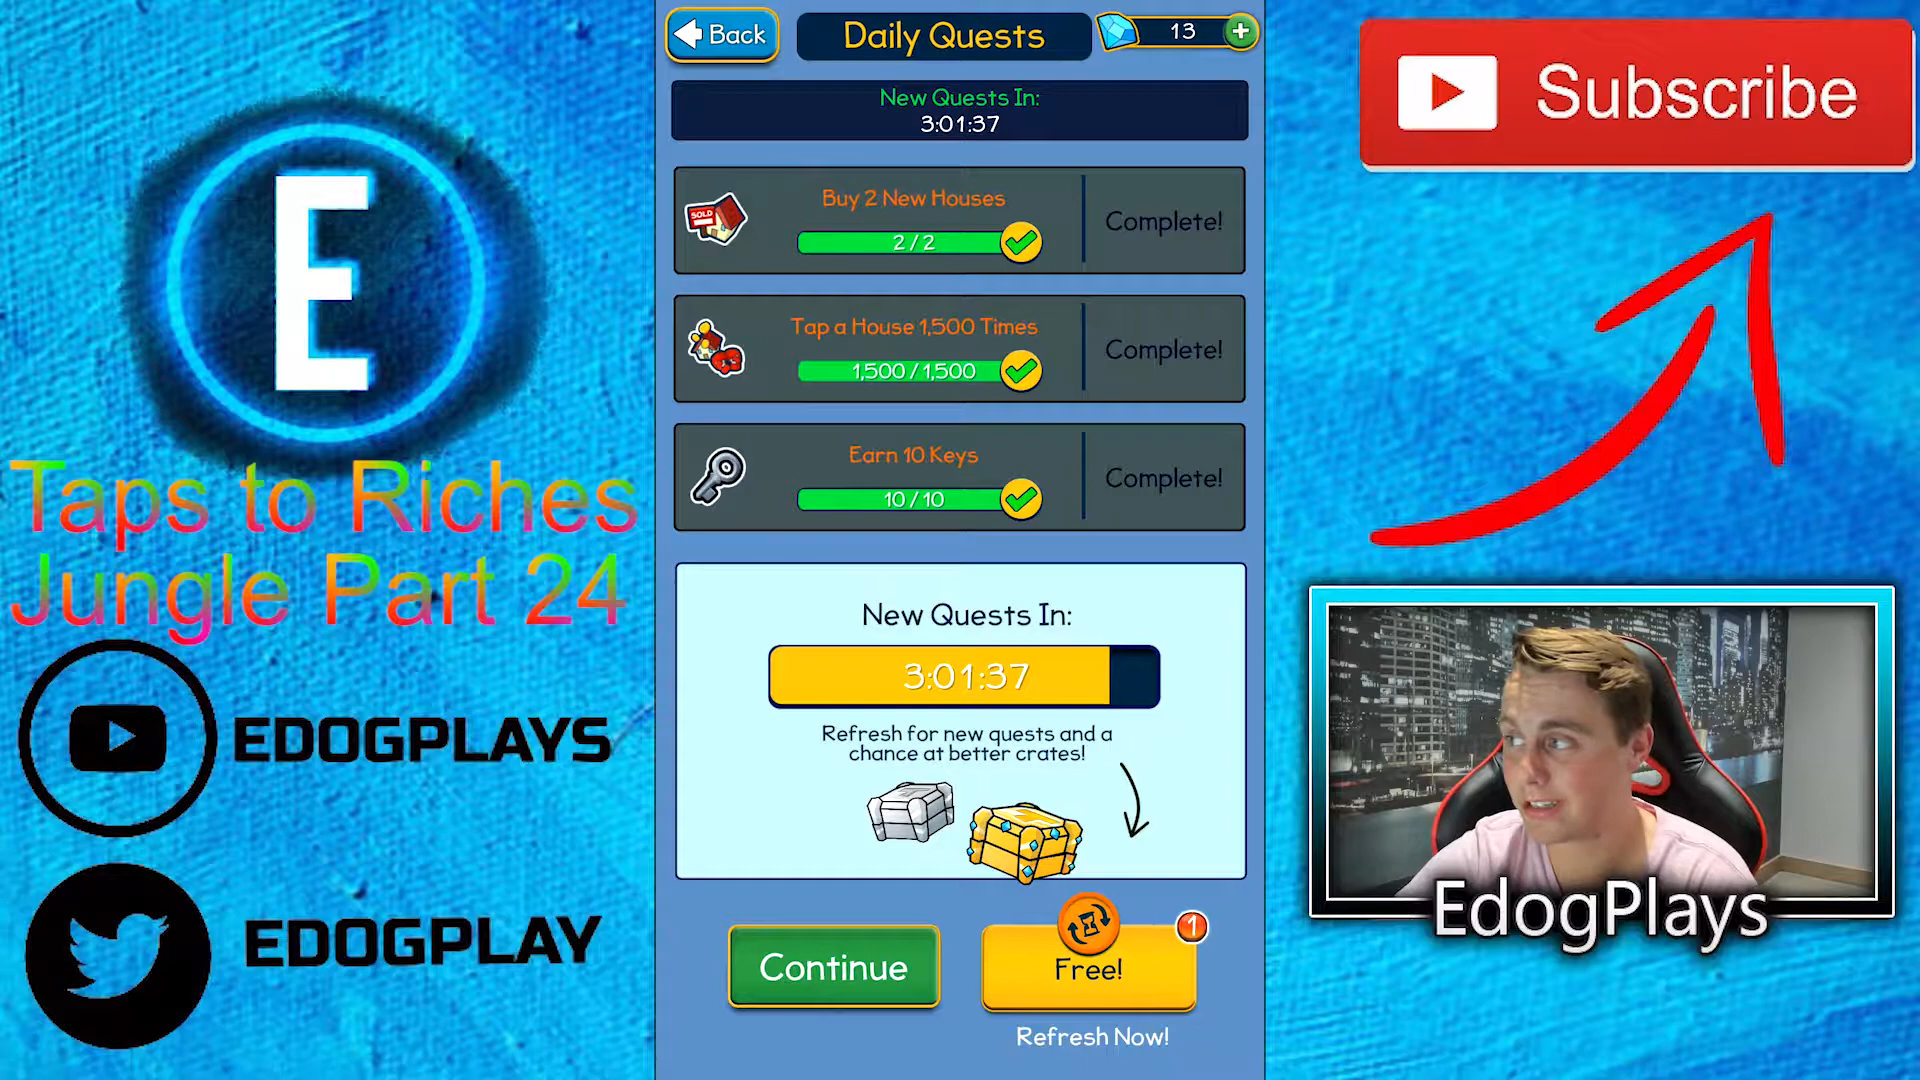 E
Taps to Riches
Jungle Part 24
EDOGPLAYS
EDOGPLAY
Back
Daily Quests
13
New Quests In:
3:01:37
SOLD
Buy 2 New Houses
2 / 2
Complete!
Tap a House 1,500 Times
1,500 / 1,500
Complete!
Earn 10 Keys
10 / 10
Complete!
New Quests In:
3:01:37
Refresh for new quests and a
chance at better crates!
Continue
Free!
1
Refresh Now!
Subscribe
EdogPlays